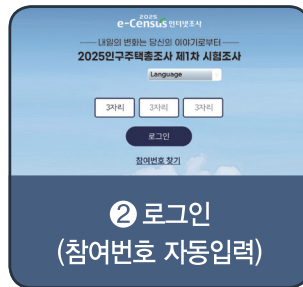 2025
e-Census 인터넷조사
내일의 변화는 당신의 이야기로부터
2025인구주택총조사 제1차 시험조사
Language
3자리 3자리 3자리
로그인
참여번호 찾기
❷ 로그인
(참여번호 자동입력)